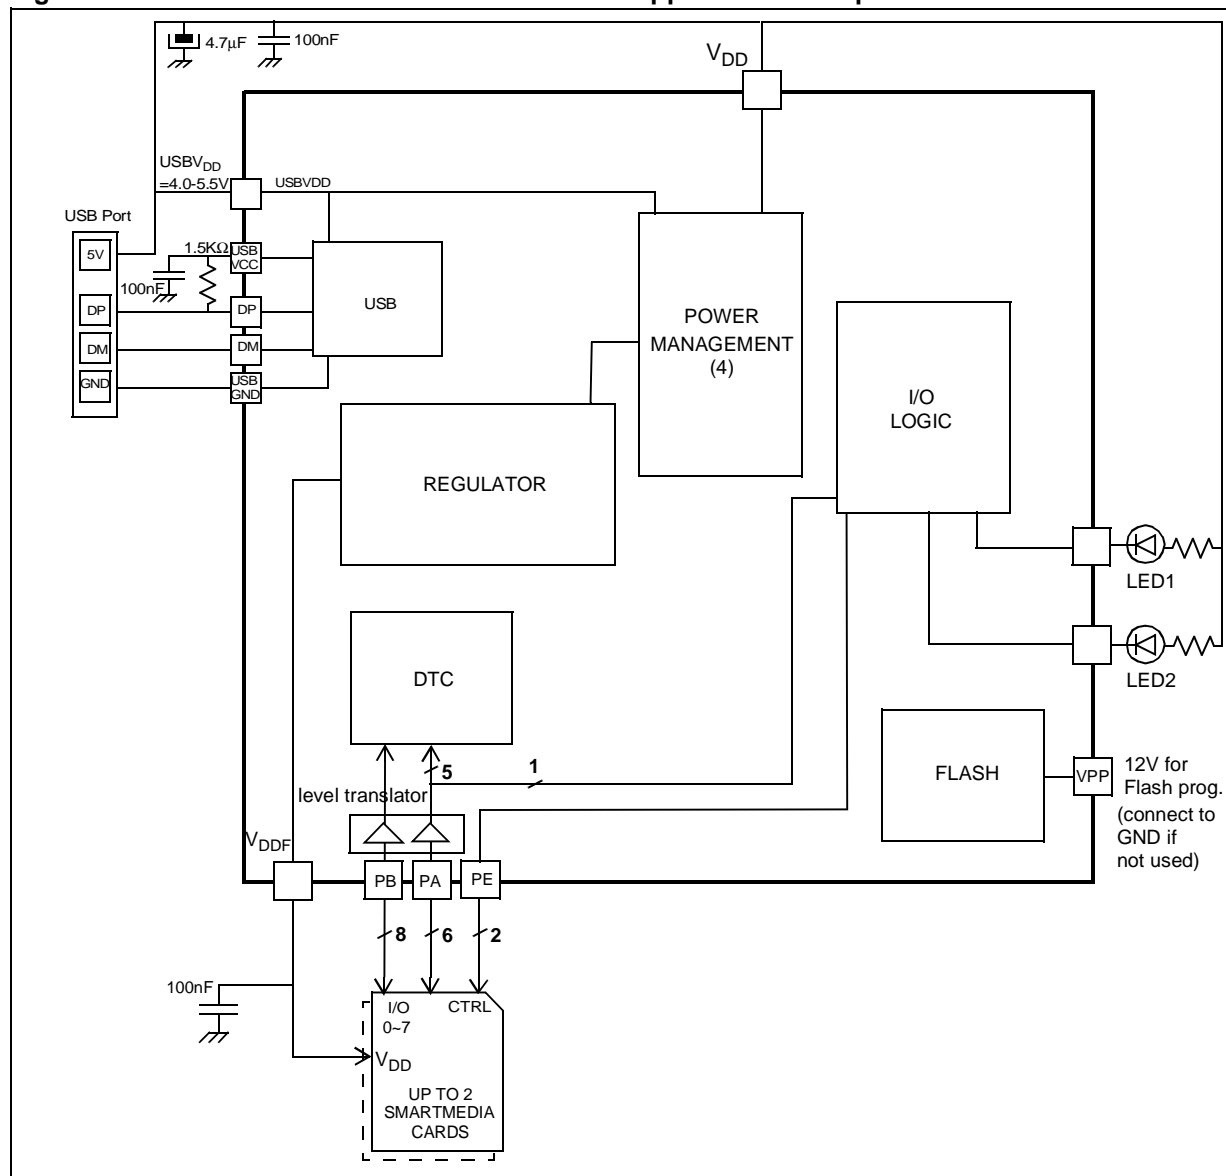 4.7µF
100nF
VDD
USBVDD
=4.0-5.5V
USBVDD
USB Port
5V
1.5KΩ
USB
VCC
100nF
DP
DP
DM
DM
GND
USB
GND
USB
POWER
MANAGEMENT
(4)
I/O
LOGIC
REGULATOR
LED1
LED2
DTC
5
1
level translator
FLASH
VPP
12V for
Flash prog.
(connect to
GND if
not used)
VDDF
PB
PA
PE
8
6
2
100nF
I/O
0~7
CTRL
VDD
UP TO 2
SMARTMEDIA
CARDS